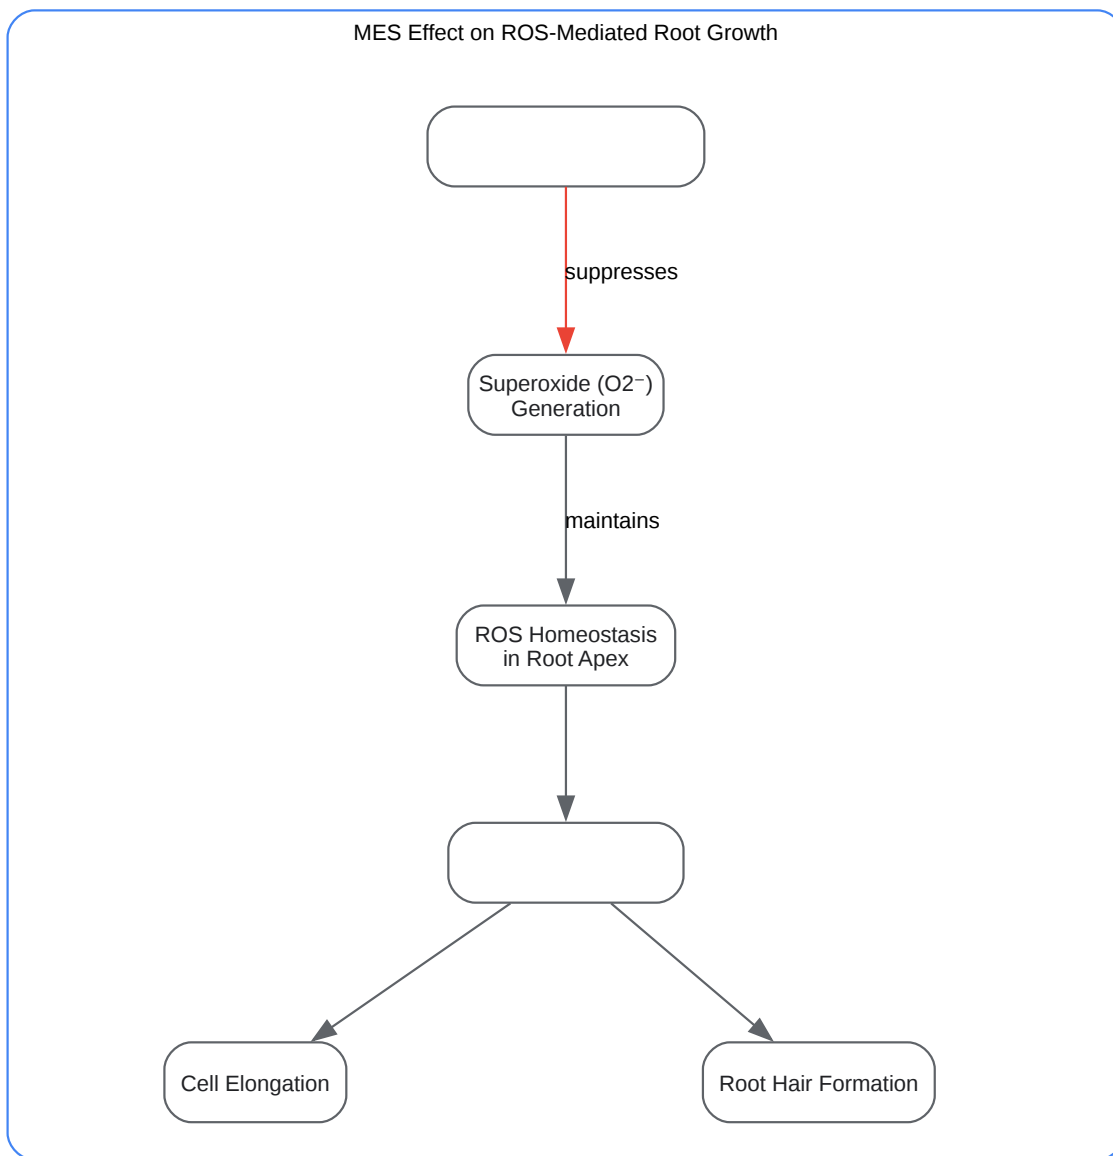 MES Effect on ROS-Mediated Root Growth
suppresses
Superoxide (O2⁻)
Generation
maintains
ROS Homeostasis
in Root Apex
Cell Elongation
Root Hair Formation